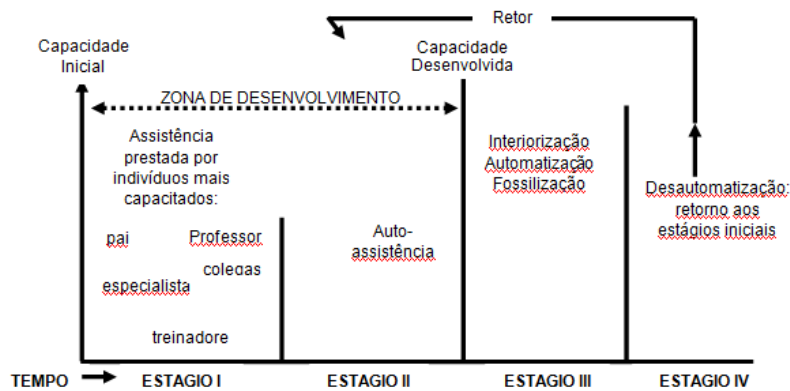 Retor
Capacidade
Inicial
Capacidade
Desenvolvida
ZONA DE DESENVOLVIMENTO
Assistência
prestada por
indivíduos mais
capacitados:
pai
Professor
colegas
especialista
treinadore
Auto-
assistência
Interiorização
Automatização
Fossilização
Desautomatização:
retorno aos
estágios iniciais
TEMPO
ESTAGIO I
ESTAGIO II
ESTAGIO III
ESTAGIO IV